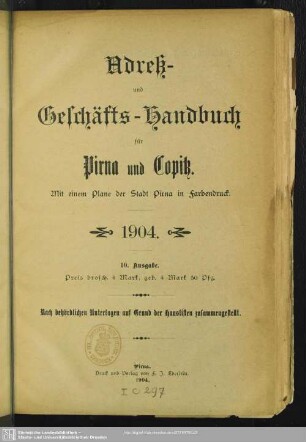 Adreß-
und
Geschäfts-Handbuch
für
Pirna und Copitz.
Mit einem Plane der Stadt Pirna in Farbendruck.
1904.
10. Ausgabe.
Preis brosch. 4 Mark, geb. 4 Mark 50 Pfg.
Nach behördlichen Unterlagen auf Grund der Hauslisten zusammengestellt.
Pirna.
Druck und Verlag von F. J. Eberlein.
1904.